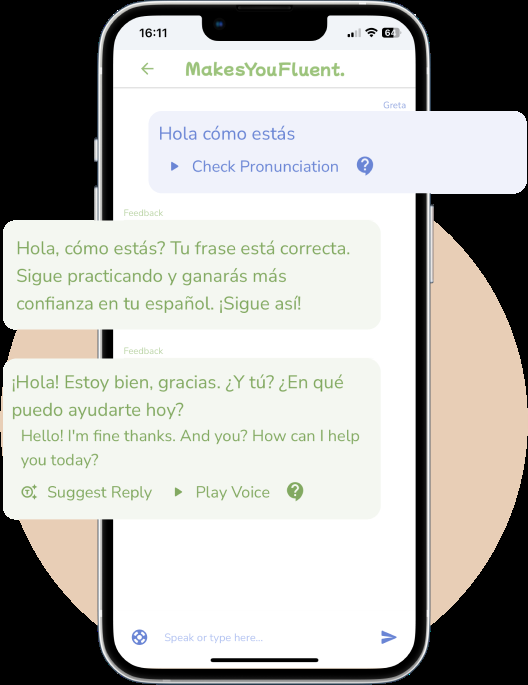 16:11
64
MakesYouFluent.
Greta
Hola cómo estás
Check Pronunciation
Feedback
Hola, cómo estás? Tu frase está correcta.
Sigue practicando y ganarás más
confianza en tu español. ¡Sigue así!
Feedback
¡Hola! Estoy bien, gracias. ¿Y tú? ¿En qué
puedo ayudarte hoy?
Hello! I'm fine thanks. And you? How can I help
you today?
Suggest Reply Play Voice
Speak or type here...